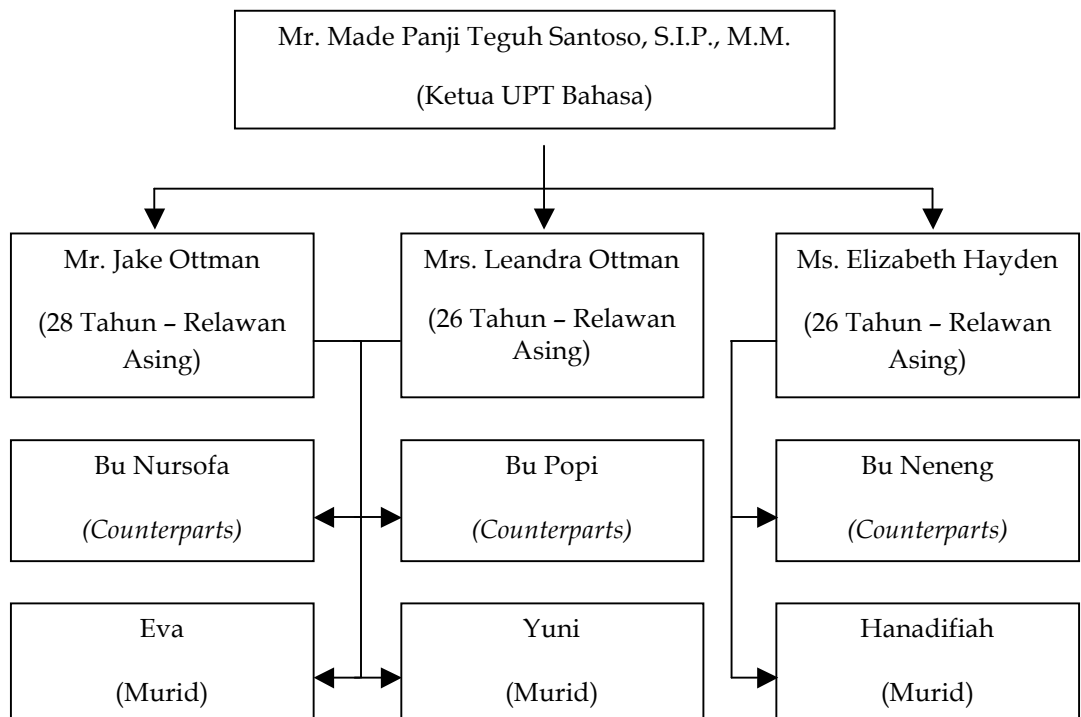 Mr. Made Panji Teguh Santoso, S.I.P., M.M.
(Ketua UPT Bahasa)
Mr. Jake Ottman
(28 Tahun – Relawan
Asing)
Mrs. Leandra Ottman
(26 Tahun – Relawan
Asing)
Ms. Elizabeth Hayden
(26 Tahun – Relawan
Asing)
Bu Nursofa
(Counterparts)
Bu Popi
(Counterparts)
Bu Neneng
(Counterparts)
Eva
(Murid)
Yuni
(Murid)
Hanadifiah
(Murid)